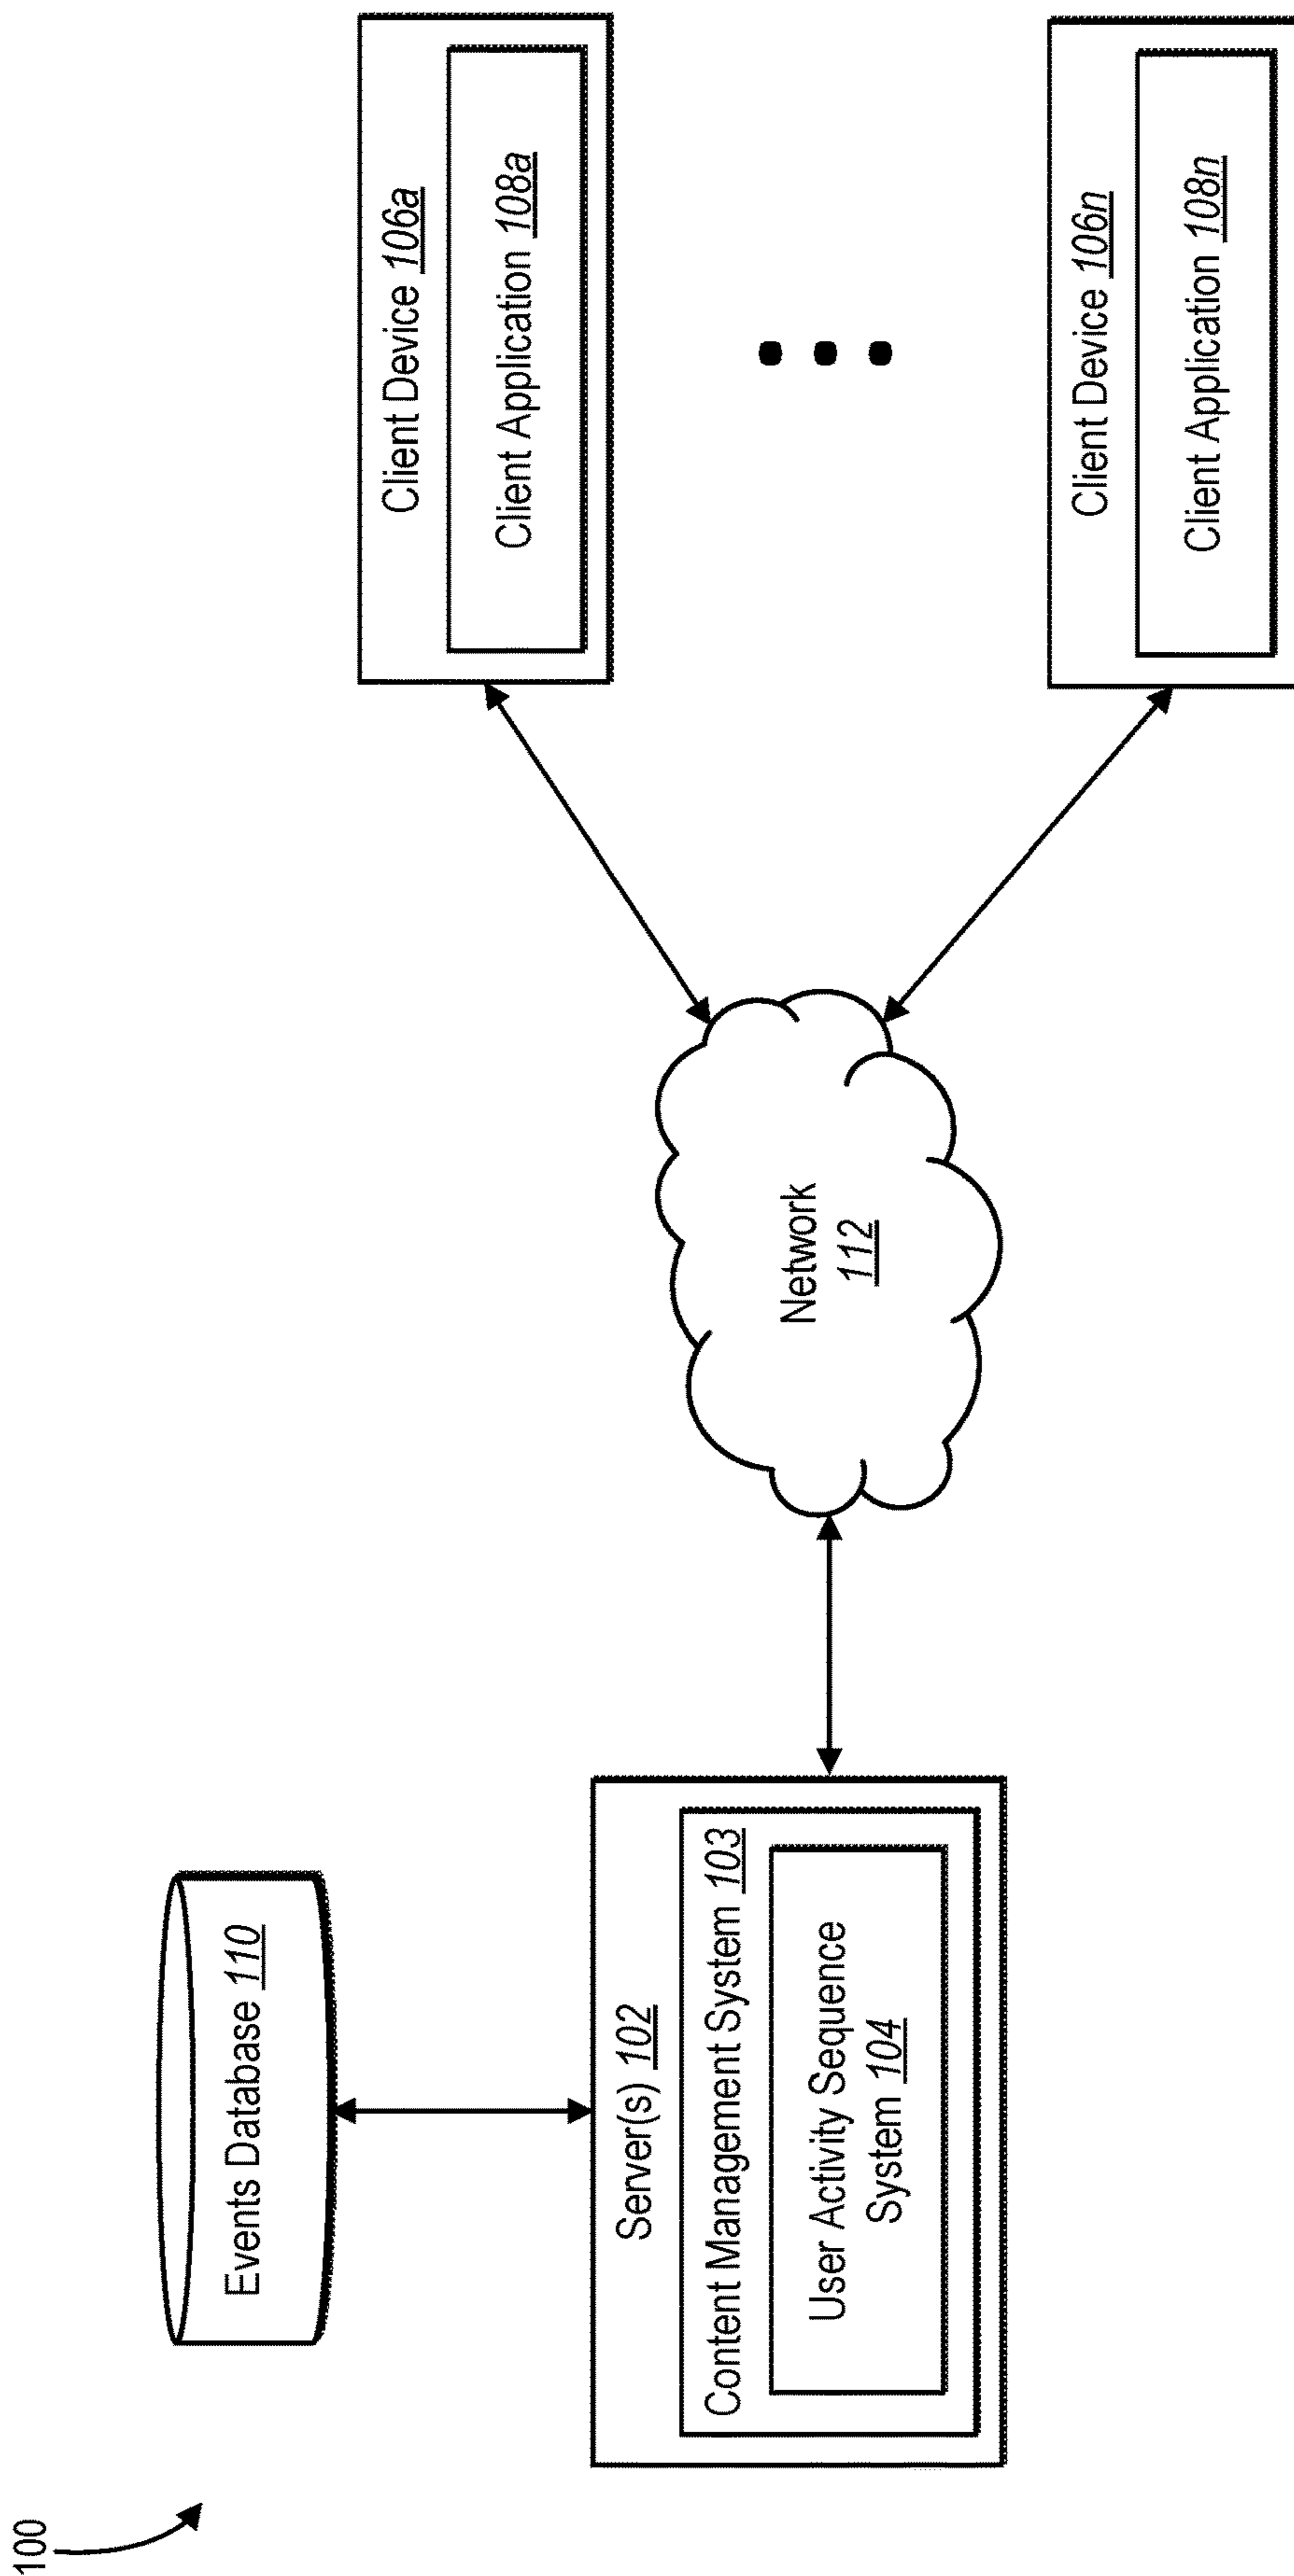 100
Events Database 110
Server(s) 102
Content Management System 103
User Activity Sequence
System 104
Network
112
Client Device 106a
Client Application 108a
Client Device 106n
Client Application 108n